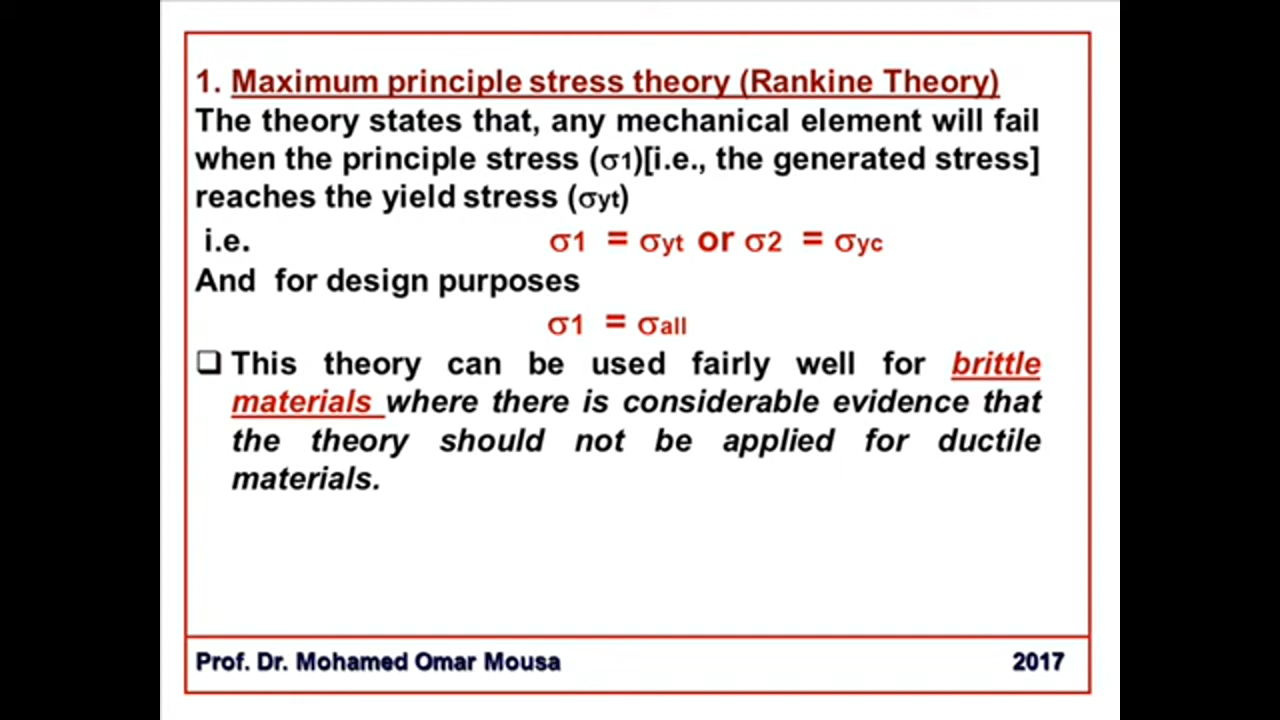 1. Maximum principle stress theory (Rankine Theory)
The theory states that, any mechanical element will fail
when the principle stress (σ1)[i.e., the generated stress]
reaches the yield stress (σyt)
i.e. σ1 = σyt or σ2 = σyc
And for design purposes
σ1 = σall
❑ This theory can be used fairly well for brittle
materials where there is considerable evidence that
the theory should not be applied for ductile
materials.
Prof. Dr. Mohamed Omar Mousa 2017